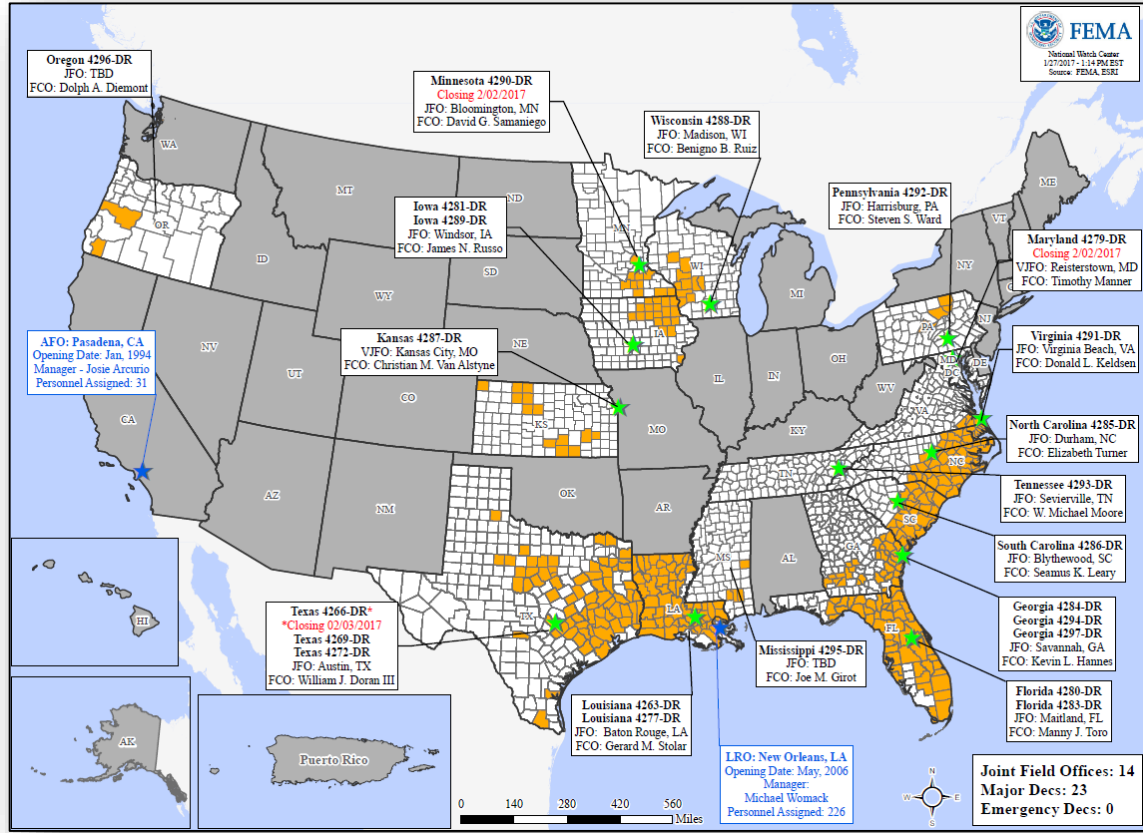 FEMA
National Watch Center
1/27/2017 - 1:14 PM EST
Source: FEMA, ESRI
Oregon 4296-DR
JFO: TBD
FCO: Dolph A. Diemont
Minnesota 4290-DR
Closing 2/02/2017
JFO: Bloomington, MN
FCO: David G. Samaniego
Wisconsin 4288-DR
JFO: Madison, WI
FCO: Benigno B. Ruiz
Iowa 4281-DR
Iowa 4289-DR
JFO: Windsor, IA
FCO: James N. Russo
Pennsylvania 4292-DR
JFO: Harrisburg, PA
FCO: Steven S. Ward
Maryland 4279-DR
Closing 2/02/2017
VJFO: Reisterstown, MD
FCO: Timothy Manner
Kansas 4287-DR
VJFO: Kansas City, MO
FCO: Christian M. Van Alstyne
Virginia 4291-DR
JFO: Virginia Beach, VA
FCO: Donald L. Keldsen
AFO: Pasadena, CA
Opening Date: Jan, 1994
Manager - Josie Arcurio
Personnel Assigned: 31
North Carolina 4285-DR
JFO: Durham, NC
FCO: Elizabeth Turner
Tennessee 4293-DR
JFO: Sevierville, TN
FCO: W. Michael Moore
South Carolina 4286-DR
JFO: Blythewood, SC
FCO: Seamus K. Leary
Georgia 4284-DR
Georgia 4294-DR
Georgia 4297-DR
JFO: Savannah, GA
FCO: Kevin L. Hannes
Texas 4266-DR*
*Closing 02/03/2017
Texas 4269-DR
Texas 4272-DR
JFO: Austin, TX
FCO: William J. Doran III
Mississippi 4295-DR
JFO: TBD
FCO: Joe M. Girot
Florida 4280-DR
Florida 4283-DR
JFO: Maitland, FL
FCO: Manny J. Toro
Louisiana 4263-DR
Louisiana 4277-DR
JFO: Baton Rouge, LA
FCO: Gerard M. Stolar
LRO: New Orleans, LA
Opening Date: May, 2006
Manager:
Michael Womack
Personnel Assigned: 226
WA
OR
MT
ID
ND
SD
WY
NE
NV
UT
CO
CA
AZ
NM
KS
OK
TX
MN
IA
WI
MI
MO
IL
IN
OH
KY
TN
AR
MS
AL
LA
GA
FL
SC
NC
VA
WV
PA
MD
DC
DE
NJ
NY
VT
ME
HI
AK
Puerto Rico
0 140 280 420 560
Miles
N
W E
S
Joint Field Offices: 14
Major Decs: 23
Emergency Decs: 0